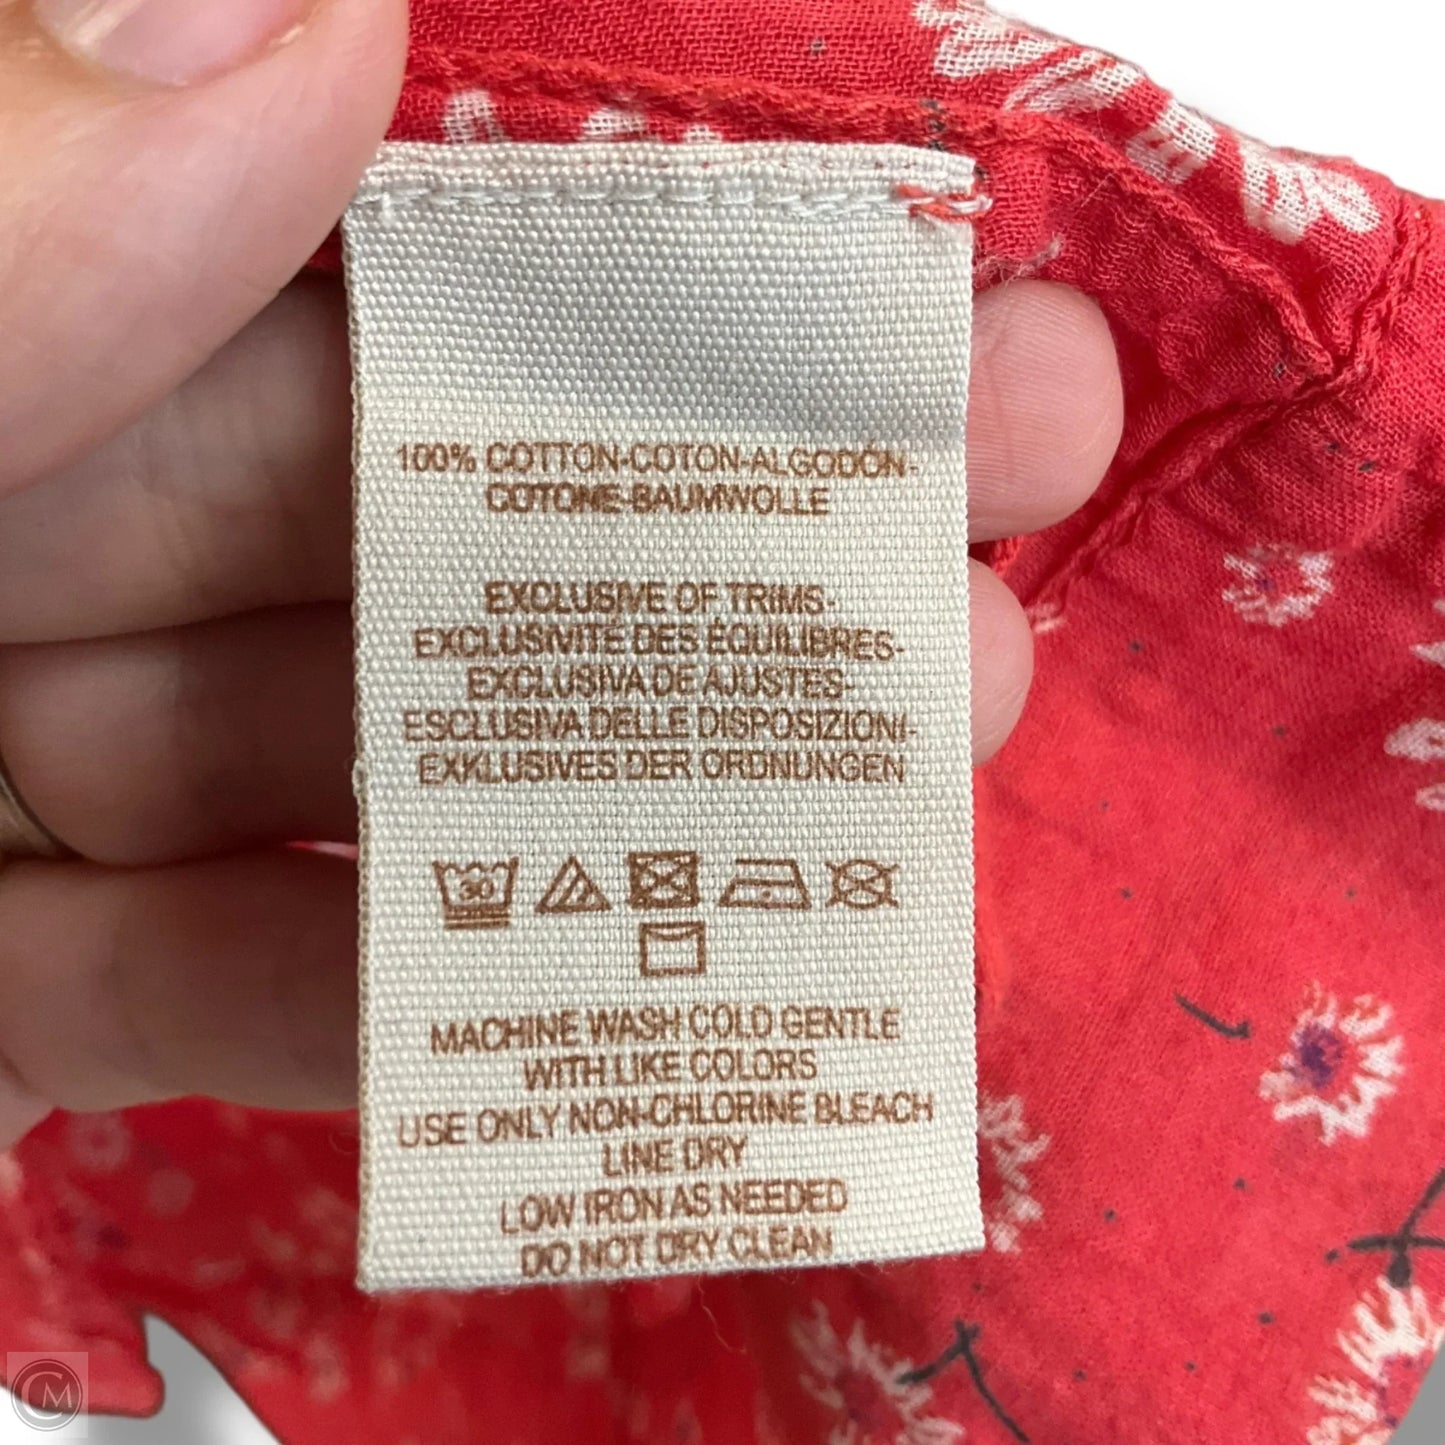 100% COTTON-COTON-ALGODÓN-
COTONE-BAUMWOLLE
EXCLUSIVE OF TRIMS-
EXCLUSIVITÉ DES ÉQUILIBRES-
EXCLUSIVA DE AJUSTES-
ESCLUSIVA DELLE DISPOSIZIONI-
EXKLUSIVES DER ORDNUNGEN
30
MACHINE WASH COLD GENTLE
WITH LIKE COLORS
USE ONLY NON-CHLORINE BLEACH
LINE DRY
LOW IRON AS NEEDED
DO NOT DRY CLEAN
CM